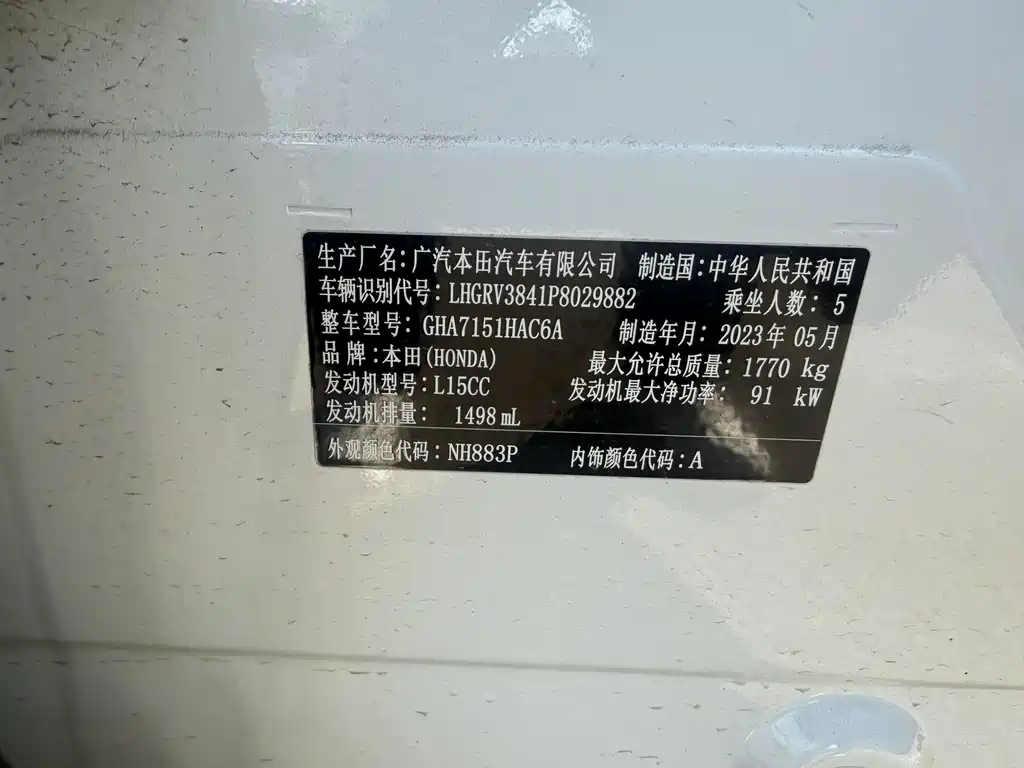 生产厂名：广汽本田汽车有限公司 制造国：中华人民共和国
车辆识别代号：LHGRV3841P8029882 乘坐人数：5
整车型号：GHA7151HAC6A 制造年月：2023年05月
品牌：本田(HONDA) 最大允许总质量：1770 kg
发动机型号：L15CC 发动机最大净功率：91 kW
发动机排量：1498 mL
外观颜色代码：NH883P 内饰颜色代码：A